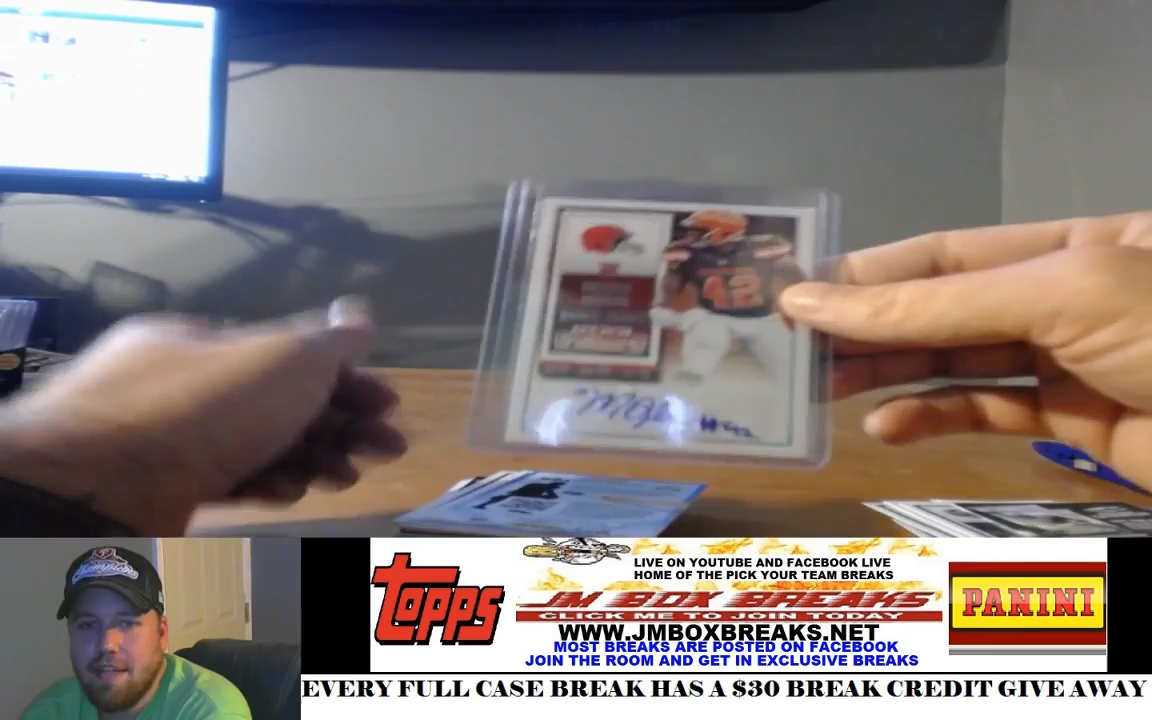 42
#42
Topps
LIVE ON YOUTUBE AND FACEBOOK LIVE
HOME OF THE PICK YOUR TEAM BREAKS
JM BOX BREAKS
CLICK ME TO JOIN TODAY
WWW.JMBOXBREAKS.NET
MOST BREAKS ARE POSTED ON FACEBOOK
JOIN THE ROOM AND GET IN EXCLUSIVE BREAKS
PANINI
EVERY FULL CASE BREAK HAS A $30 BREAK CREDIT GIVE AWAY